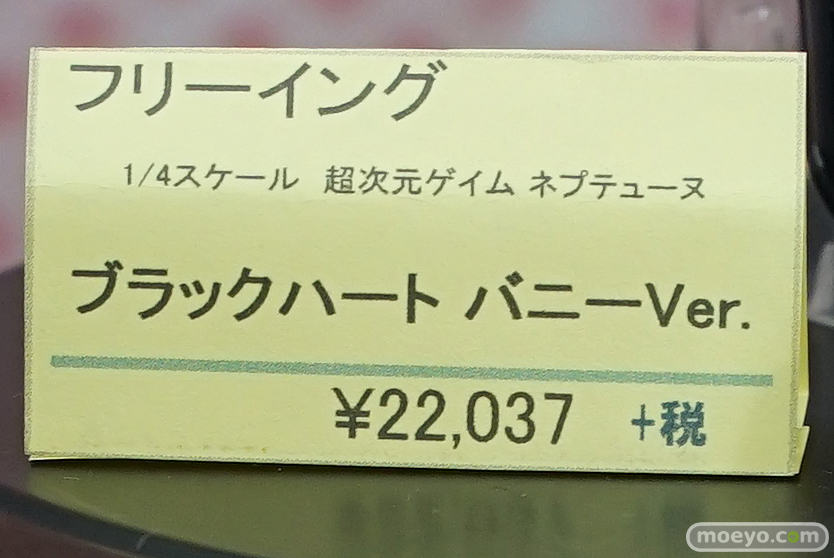 フリーイング
1/4スケール 超次元ゲイム ネプテューヌ
ブラックハート バニーVer.
¥22,037 +税
moeyo.com